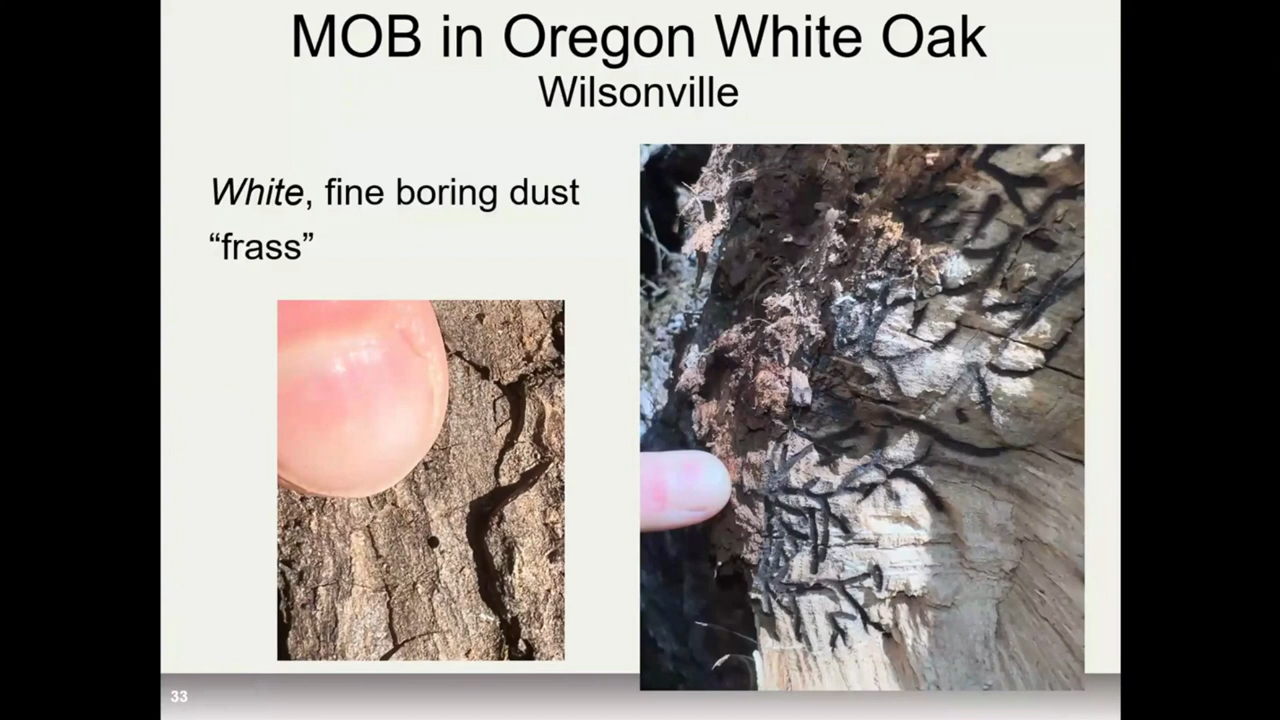 MOB in Oregon White Oak
Wilsonville
White, fine boring dust
“frass”
33